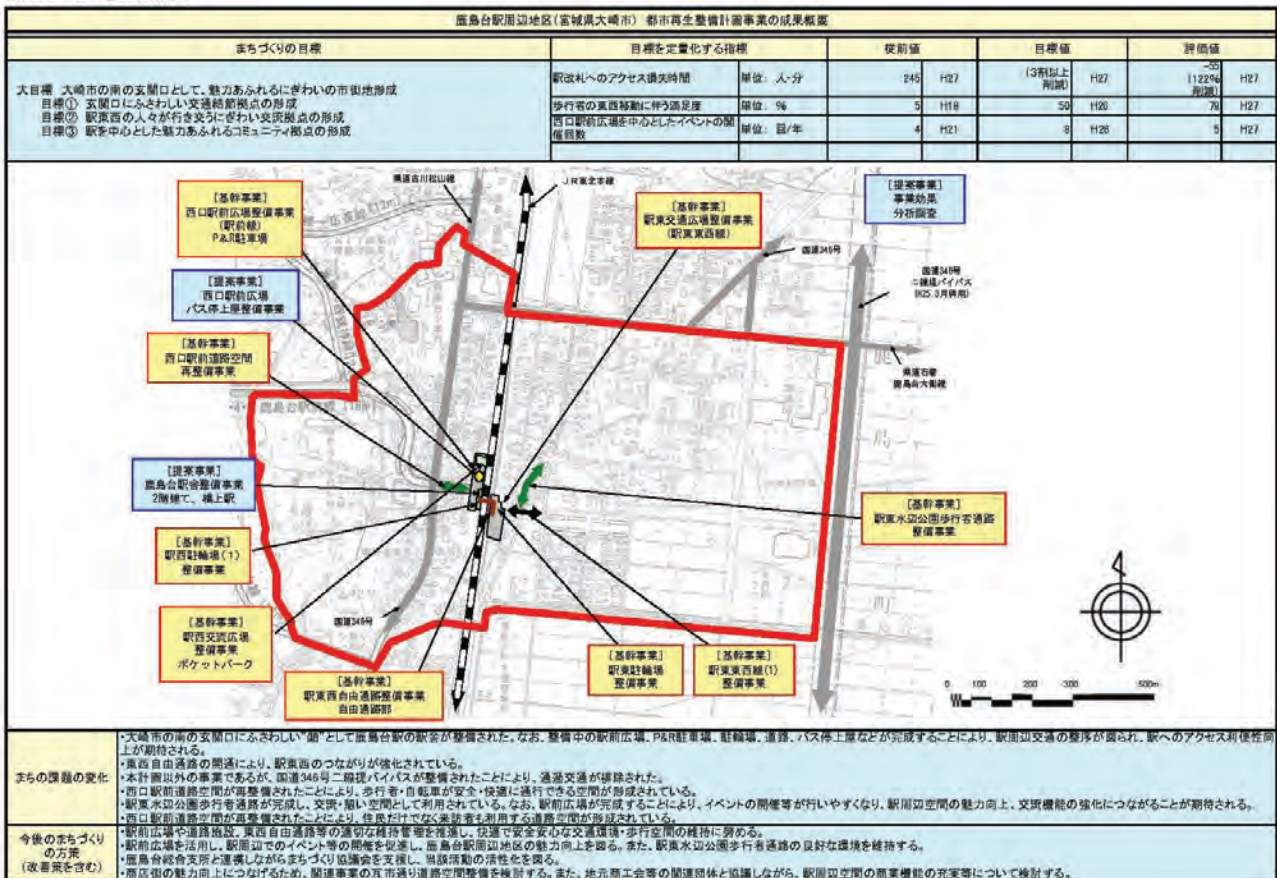 鹿島台駅周辺地区(宮城県大崎市) 都市再生整備計画事業の成果概要
まちづくりの目標
目標を定量化する指標
従前値
目標値
評価値
大目標 大崎市の南の玄関口として、魅力あふれるにぎわいの市街地形成
目標① 玄関口にふさわしい交通結節拠点の形成
目標② 駅東西の人々が行き交うにぎわい交流拠点の形成
目標③ 駅を中心とした魅力あふれるコミュニティ拠点の形成
駅改札へのアクセス損失時間 単位: 人・分 245 H27 (3割以上削減) H27 -55 (122%削減) H27
歩行者の東西移動に伴う満足度 単位: % 5 H18 50 H26 79 H27
西口駅前広場を中心としたイベントの開催回数 単位: 回/年 4 H21 8 H26 5 H27
[基幹事業]
西口駅前広場整備事業
(駅前線)
P&R駐車場
県道古川松山線
JR東北本線
[基幹事業]
駅東交通広場整備事業
(駅東東西線)
[提案事業]
事業効果
分析調査
国道346号
国道346号
二線堤バイパス
(H25.3月供用)
[提案事業]
西口駅前広場
バス停上屋整備事業
[基幹事業]
西口駅前道路空間
再整備事業
県道石巻
鹿島台大衡線
[提案事業]
鹿島台駅舎整備事業
2階建て、橋上駅
[基幹事業]
駅東水辺公園歩行者通路
整備事業
[基幹事業]
駅西駐輪場(1)
整備事業
国道346号
[基幹事業]
駅西交流広場
整備事業
ポケットパーク
[基幹事業]
駅東西自由通路整備事業
自由通路部
[基幹事業]
駅東駐輪場
整備事業
[基幹事業]
駅東東西線(1)
整備事業
0 100 200 300 500m
まちの課題の変化
・大崎市の南の玄関口にふさわしい"顔"として鹿島台駅の駅舎が整備された。なお、整備中の駅前広場、P&R駐車場、駐輪場、道路、バス停上屋などが完成することにより、駅周辺交通の整序が図られ、駅へのアクセス利便性向
上が期待される。
・東西自由通路の開通により、駅東西のつながりが強化されている。
・本計画以外の事業であるが、国道346号二線堤バイパスが整備されたことにより、通過交通が排除された。
・西口駅前道路空間が再整備されたことにより、歩行者・自転車が安全・快適に通行できる空間が形成されている。
・駅東水辺公園歩行者通路が完成し、交流・憩い空間として利用されている。なお、駅前広場が完成することにより、イベントの開催等が行いやすくなり、駅周辺空間の魅力向上、交流機能の強化につながることが期待される。
・西口駅前道路空間が再整備されたことにより、住民だけでなく来訪者も利用する道路空間が形成されている。
今後のまちづくり
の方策
(改善策を含む)
・駅前広場や道路施設、東西自由通路等の適切な維持管理を推進し、快適で安全安心な交通環境・歩行空間の維持に努める。
・駅前広場を活用し、駅周辺でのイベント等の開催を促進し、鹿島台駅周辺地区の魅力向上を図る。また、駅東水辺公園歩行者通路の良好な環境を維持する。
・鹿島台総合支所と連携しながらまちづくり協議会を支援し、当該活動の活性化を図る。
・商店街の魅力向上につなげるため、関連事業の互市通り道路空間整備を検討する。また、地元商工会等の関連団体と協議しながら、駅周辺空間の商業機能の充実等について検討する。